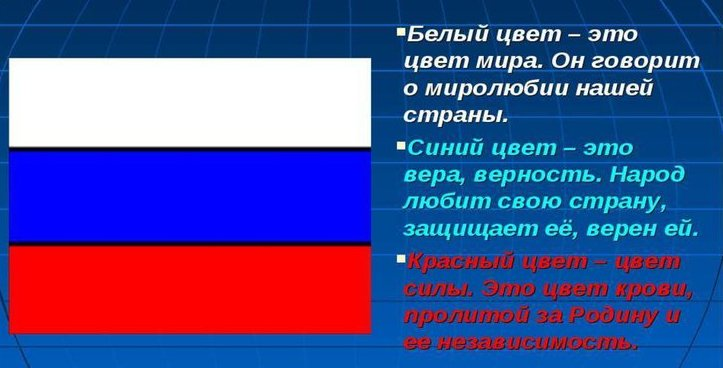 Белый цвет – это
цвет мира. Он говорит
о миролюбии нашей
страны.
Синий цвет – это
вера, верность. Народ
любит свою страну,
защищает её, верен ей.
Красный цвет – цвет
силы. Это цвет крови,
пролитой за Родину и
ее независимость.